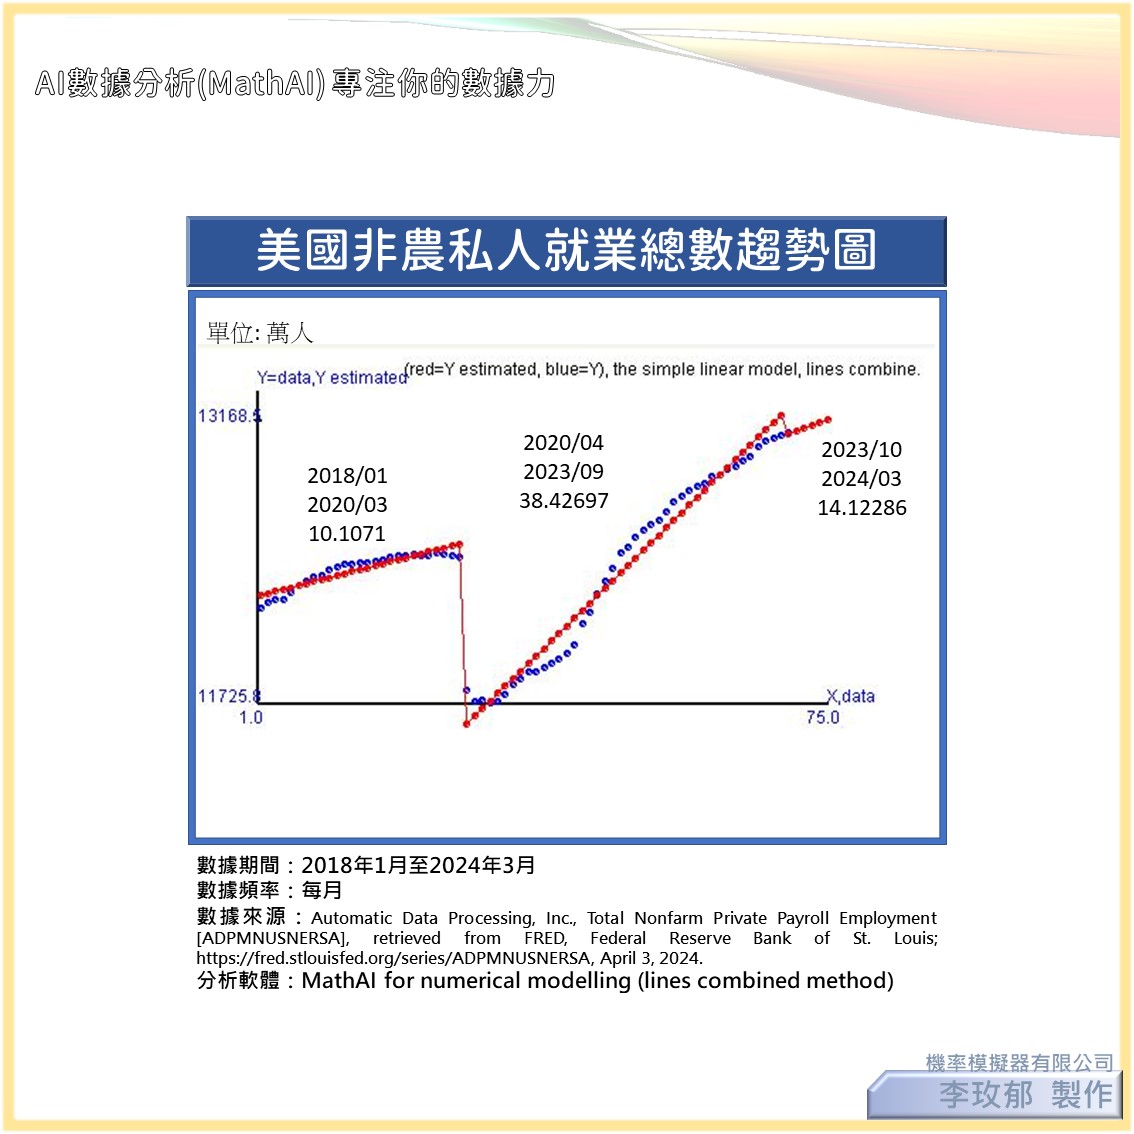 AI數據分析(MathAI) 專注你的數據力
美國非農私人就業總數趨勢圖
單位: 萬人
(red=Y estimated, blue=Y), the simple linear model, lines combine.
Y=data,Y estimated
13168.5
2018/01
2020/03
10.1071
2020/04
2023/09
38.42697
2023/10
2024/03
14.12286
11725.8
X,data
1.0
75.0
數據期間：2018年1月至2024年3月
數據頻率：每月
數據來源：Automatic Data Processing, Inc., Total Nonfarm Private Payroll Employment
[ADPMNUSNERSA], retrieved from FRED, Federal Reserve Bank of St. Louis;
https://fred.stlouisfed.org/series/ADPMNUSNERSA, April 3, 2024.
分析軟體：MathAI for numerical modelling (lines combined method)
機率模擬器有限公司
李玫郁 製作